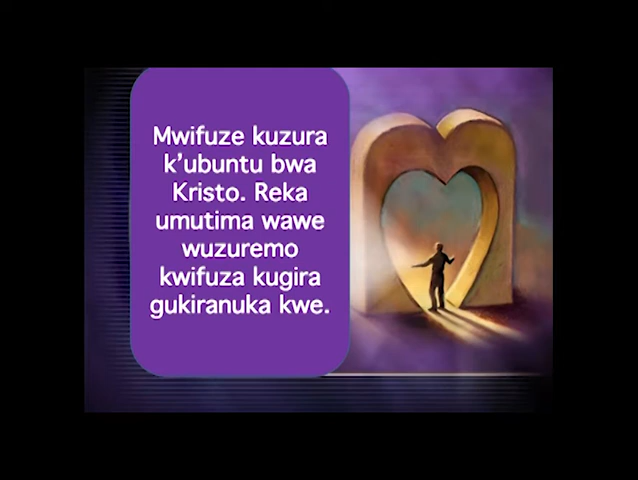 Mwifuze kuzura
k’ubuntu bwa
Kristo. Reka
umutima wawe
wuzuremo
kwifuza kugira
gukiranuka kwe.